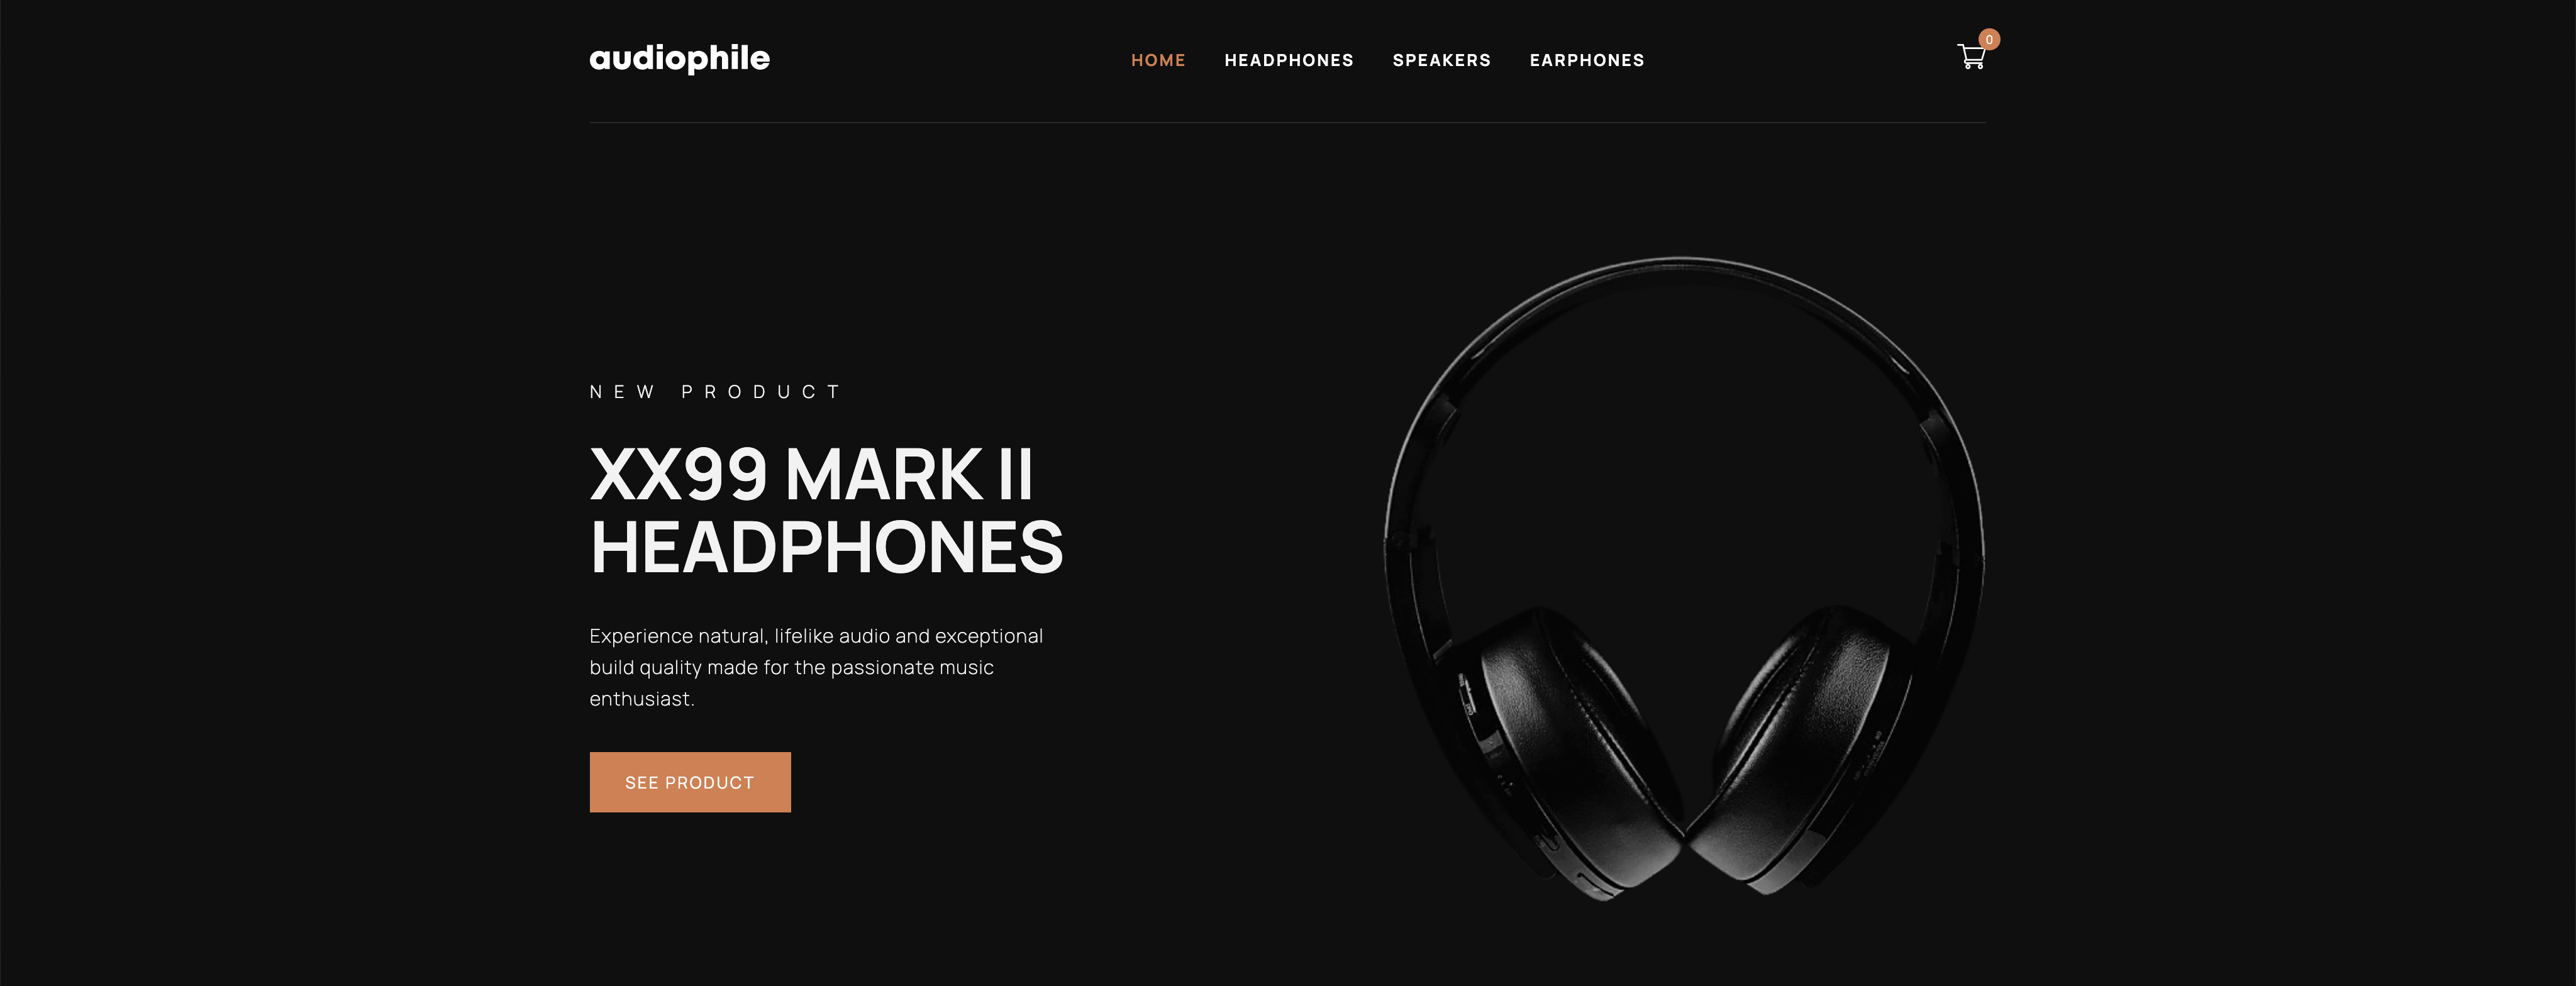 audiophile
HOME HEADPHONES SPEAKERS EARPHONES
0
NEW PRODUCT
XX99 MARK II
HEADPHONES
Experience natural, lifelike audio and exceptional
build quality made for the passionate music
enthusiast.
SEE PRODUCT